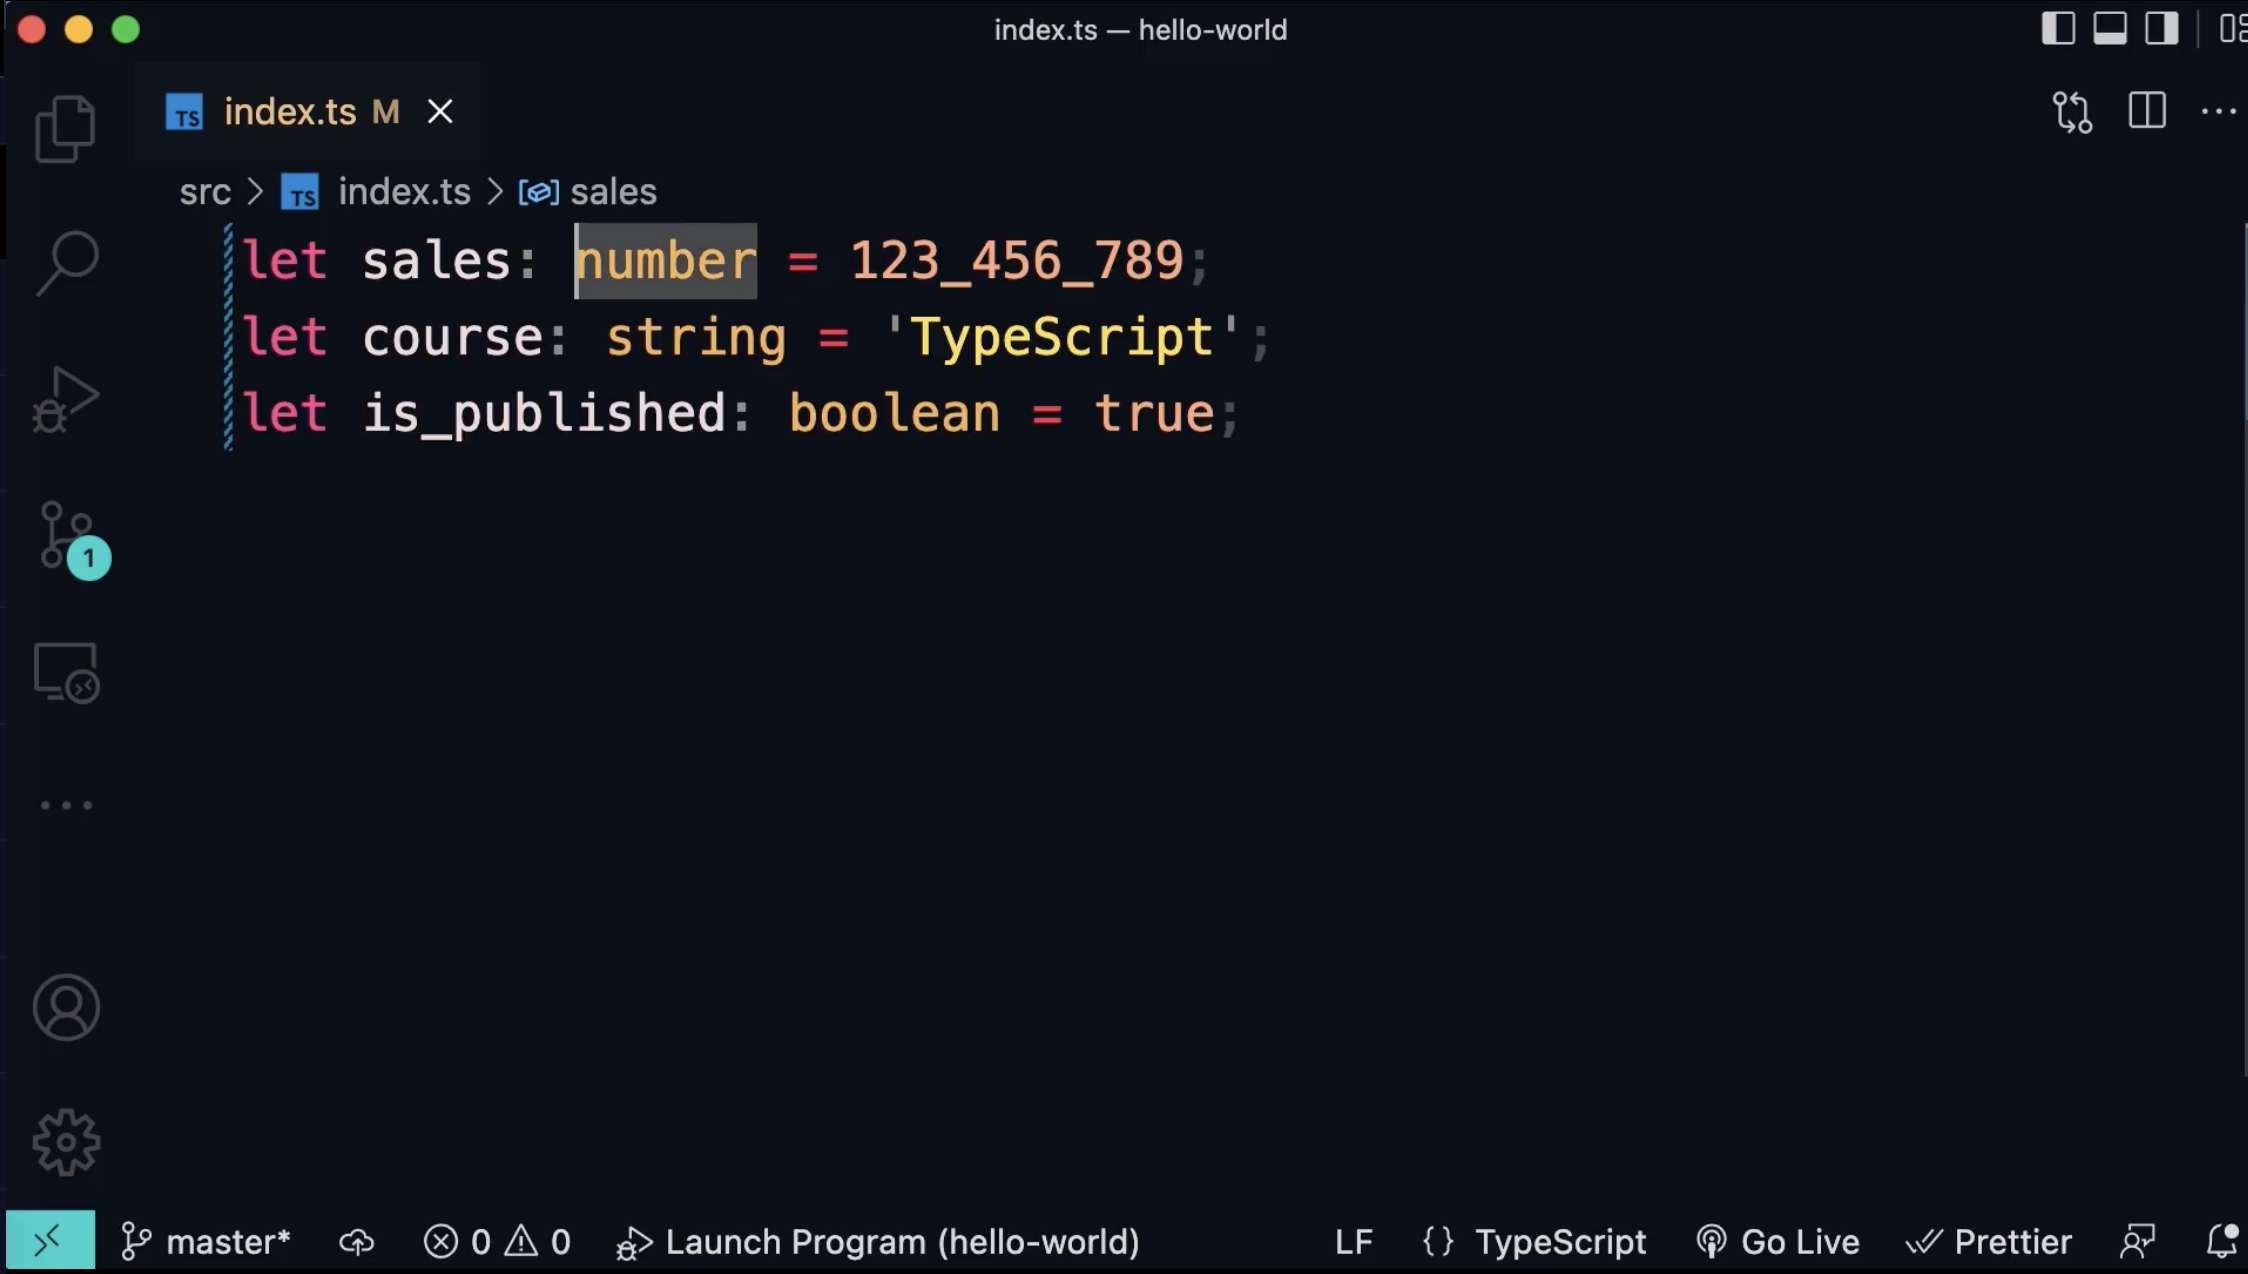 index.ts — hello-world
TS index.ts M
src > TS index.ts > sales
let sales: number = 123_456_789;
let course: string = 'TypeScript';
let is_published: boolean = true;
1
master* 0 0 Launch Program (hello-world) LF {} TypeScript Go Live Prettier